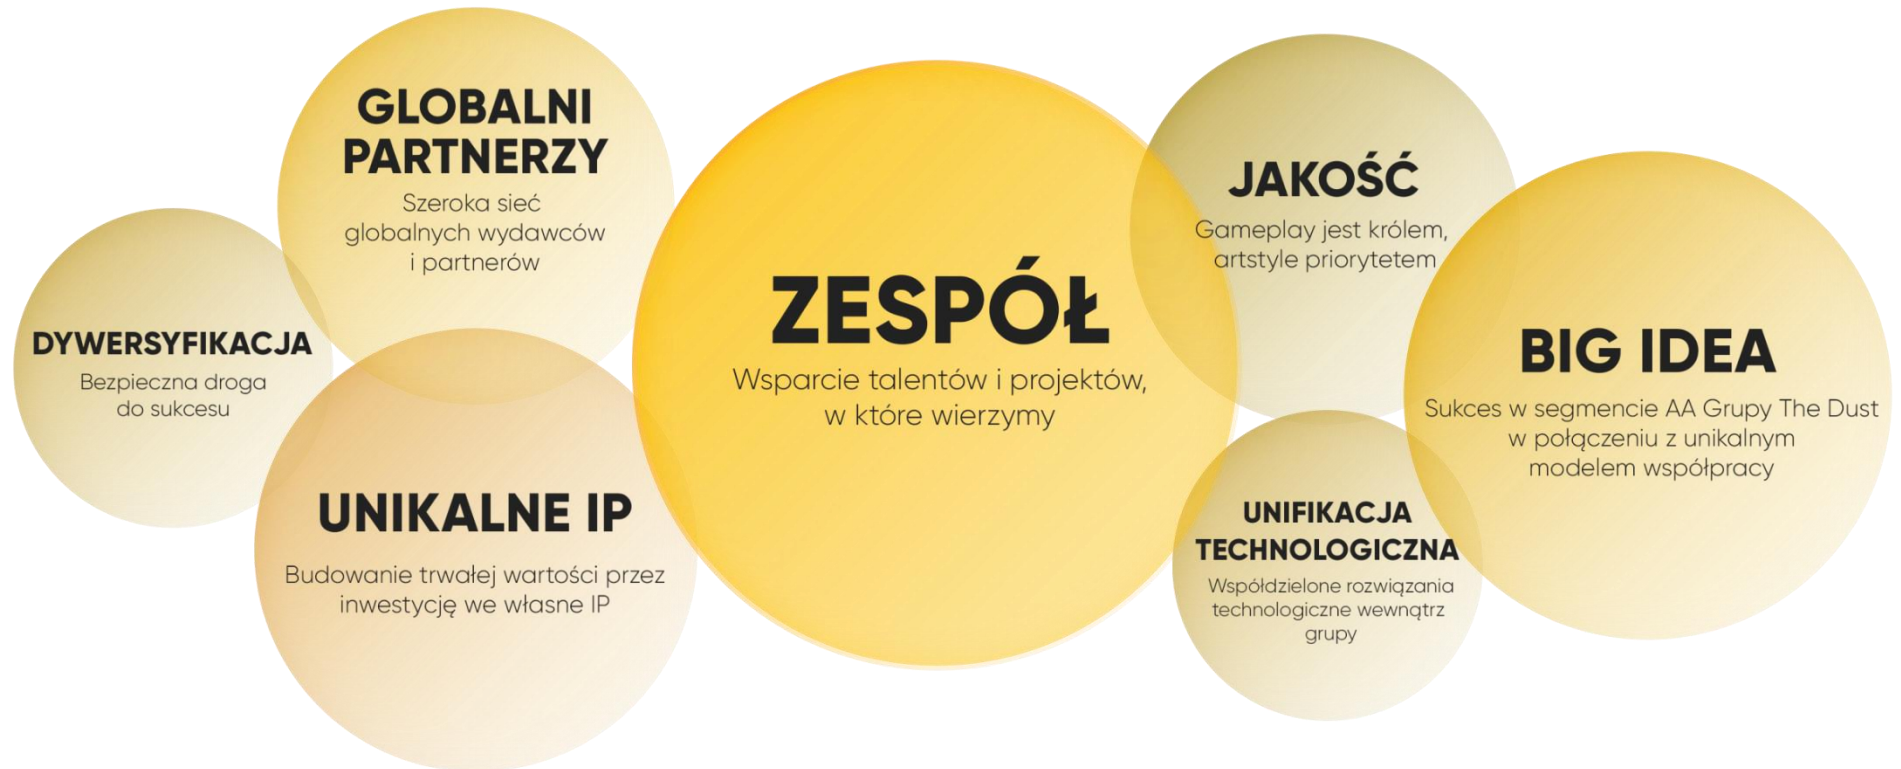 DYWERSYFIKACJA
Bezpieczna droga
do sukcesu
GLOBALNI
PARTNERZY
Szeroka sieć
globalnych wydawców
i partnerów
UNIKALNE IP
Budowanie trwałej wartości przez
inwestycję we własne IP
ZESPÓŁ
Wsparcie talentów i projektów,
w które wierzymy
JAKOŚĆ
Gameplay jest królem,
artstyle priorytetem
UNIFIKACJA
TECHNOLOGICZNA
Współdzielone rozwiązania
technologiczne wewnątrz
grupy
BIG IDEA
Sukces w segmencie AA Grupy The Dust
w połączeniu z unikalnym
modelem współpracy